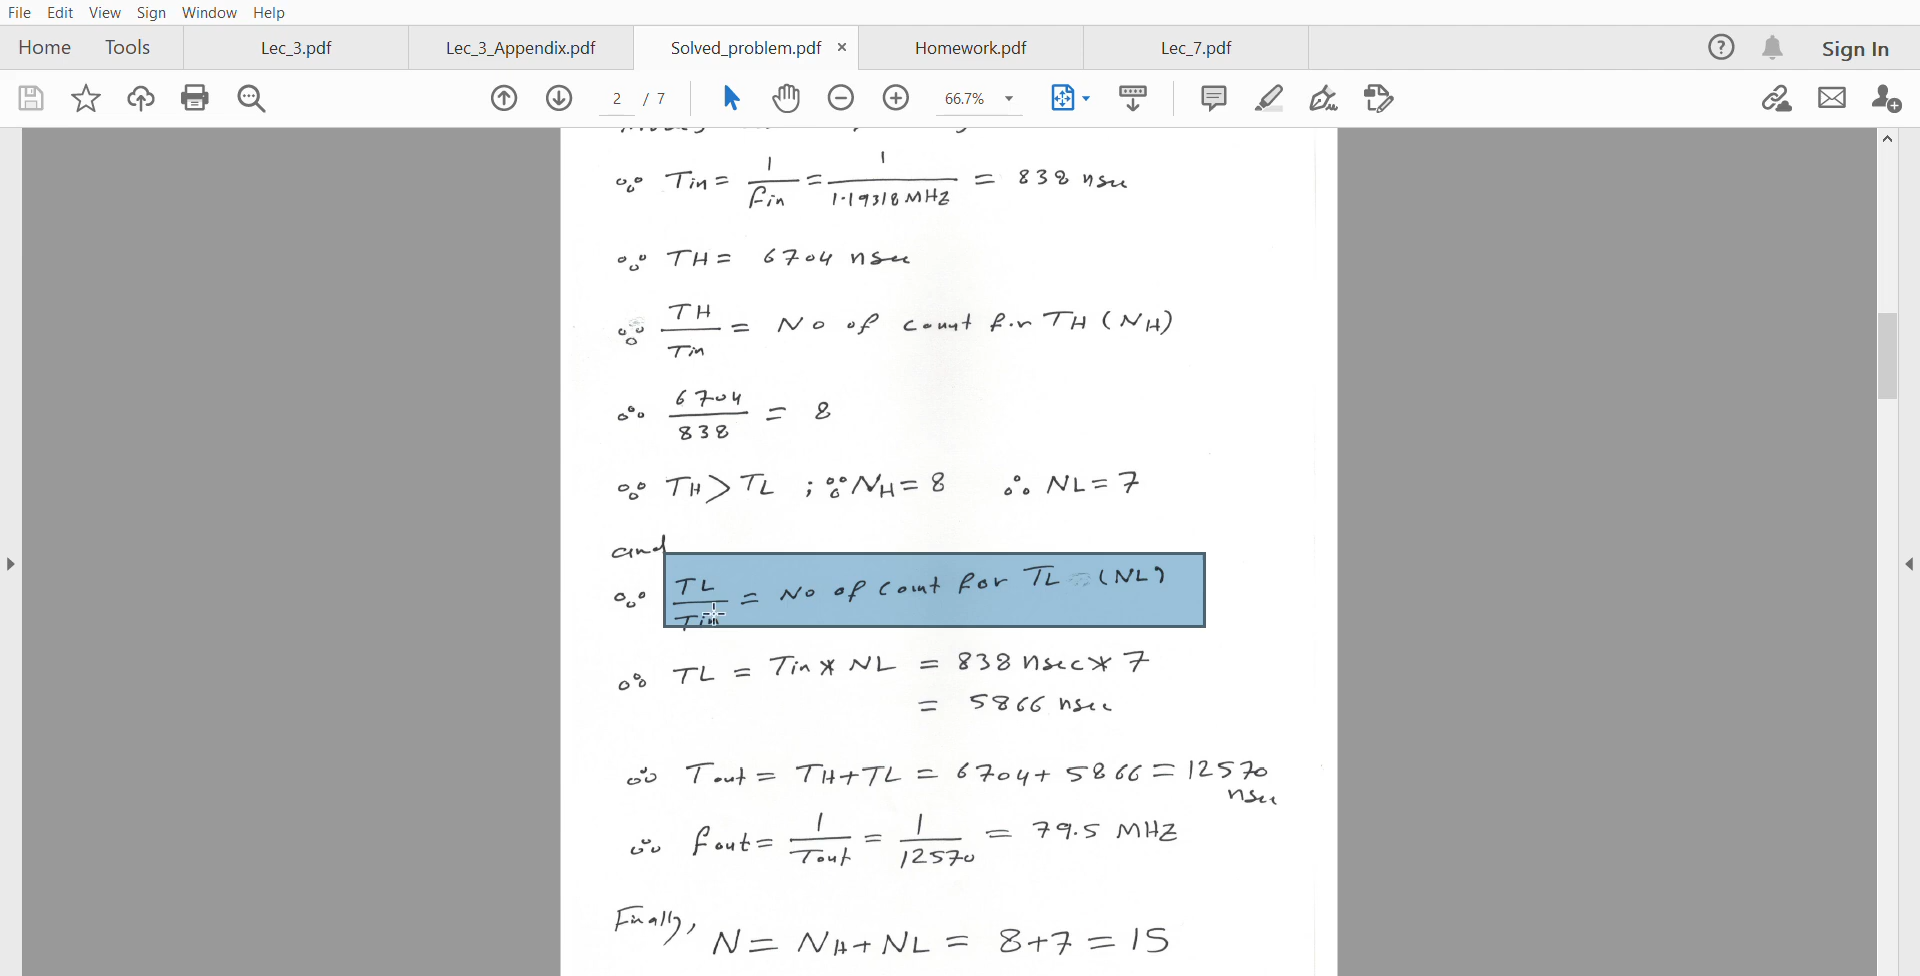 File Edit View Sign Window Help
Home Tools Lec_3.pdf Lec_3_Appendix.pdf Solved_problem.pdf × Homework.pdf Lec_7.pdf Sign In
2 / 7 66.7%
∵ Tin = 1/fin = 1/1.19318 MHZ = 838 nsec
∵ TH = 6704 nsec
∴ TH/Tin = No of count for TH (NH)
∴ 6704/838 = 8
∵ TH > TL ; ∵ NH = 8 ∴ NL = 7
and
∵ TL/Tin = No of count for TL (NL)
∴ TL = Tin * NL = 838 nsec * 7
= 5866 nsec
∴ Tout = TH + TL = 6704 + 5866 = 12570
nsec
∴ fout = 1/Tout = 1/12570 = 79.5 MHZ
Finally,
N = NH + NL = 8 + 7 = 15